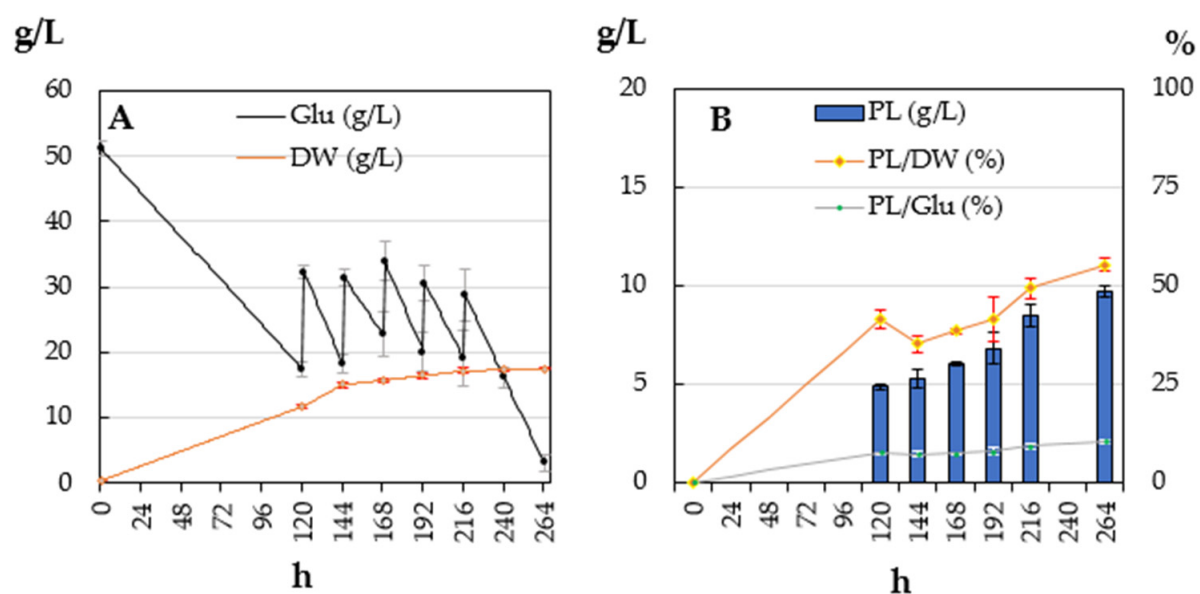 g/L
60
50
40
30
20
10
0
A
Glu (g/L)
DW (g/L)
0 24 48 72 96 120 144 168 192 216 240 264
h
g/L
%
20
15
10
5
0
B
PL (g/L)
PL/DW (%)
PL/Glu (%)
100
75
50
25
0
0 24 48 72 96 120 144 168 192 216 240 264
h